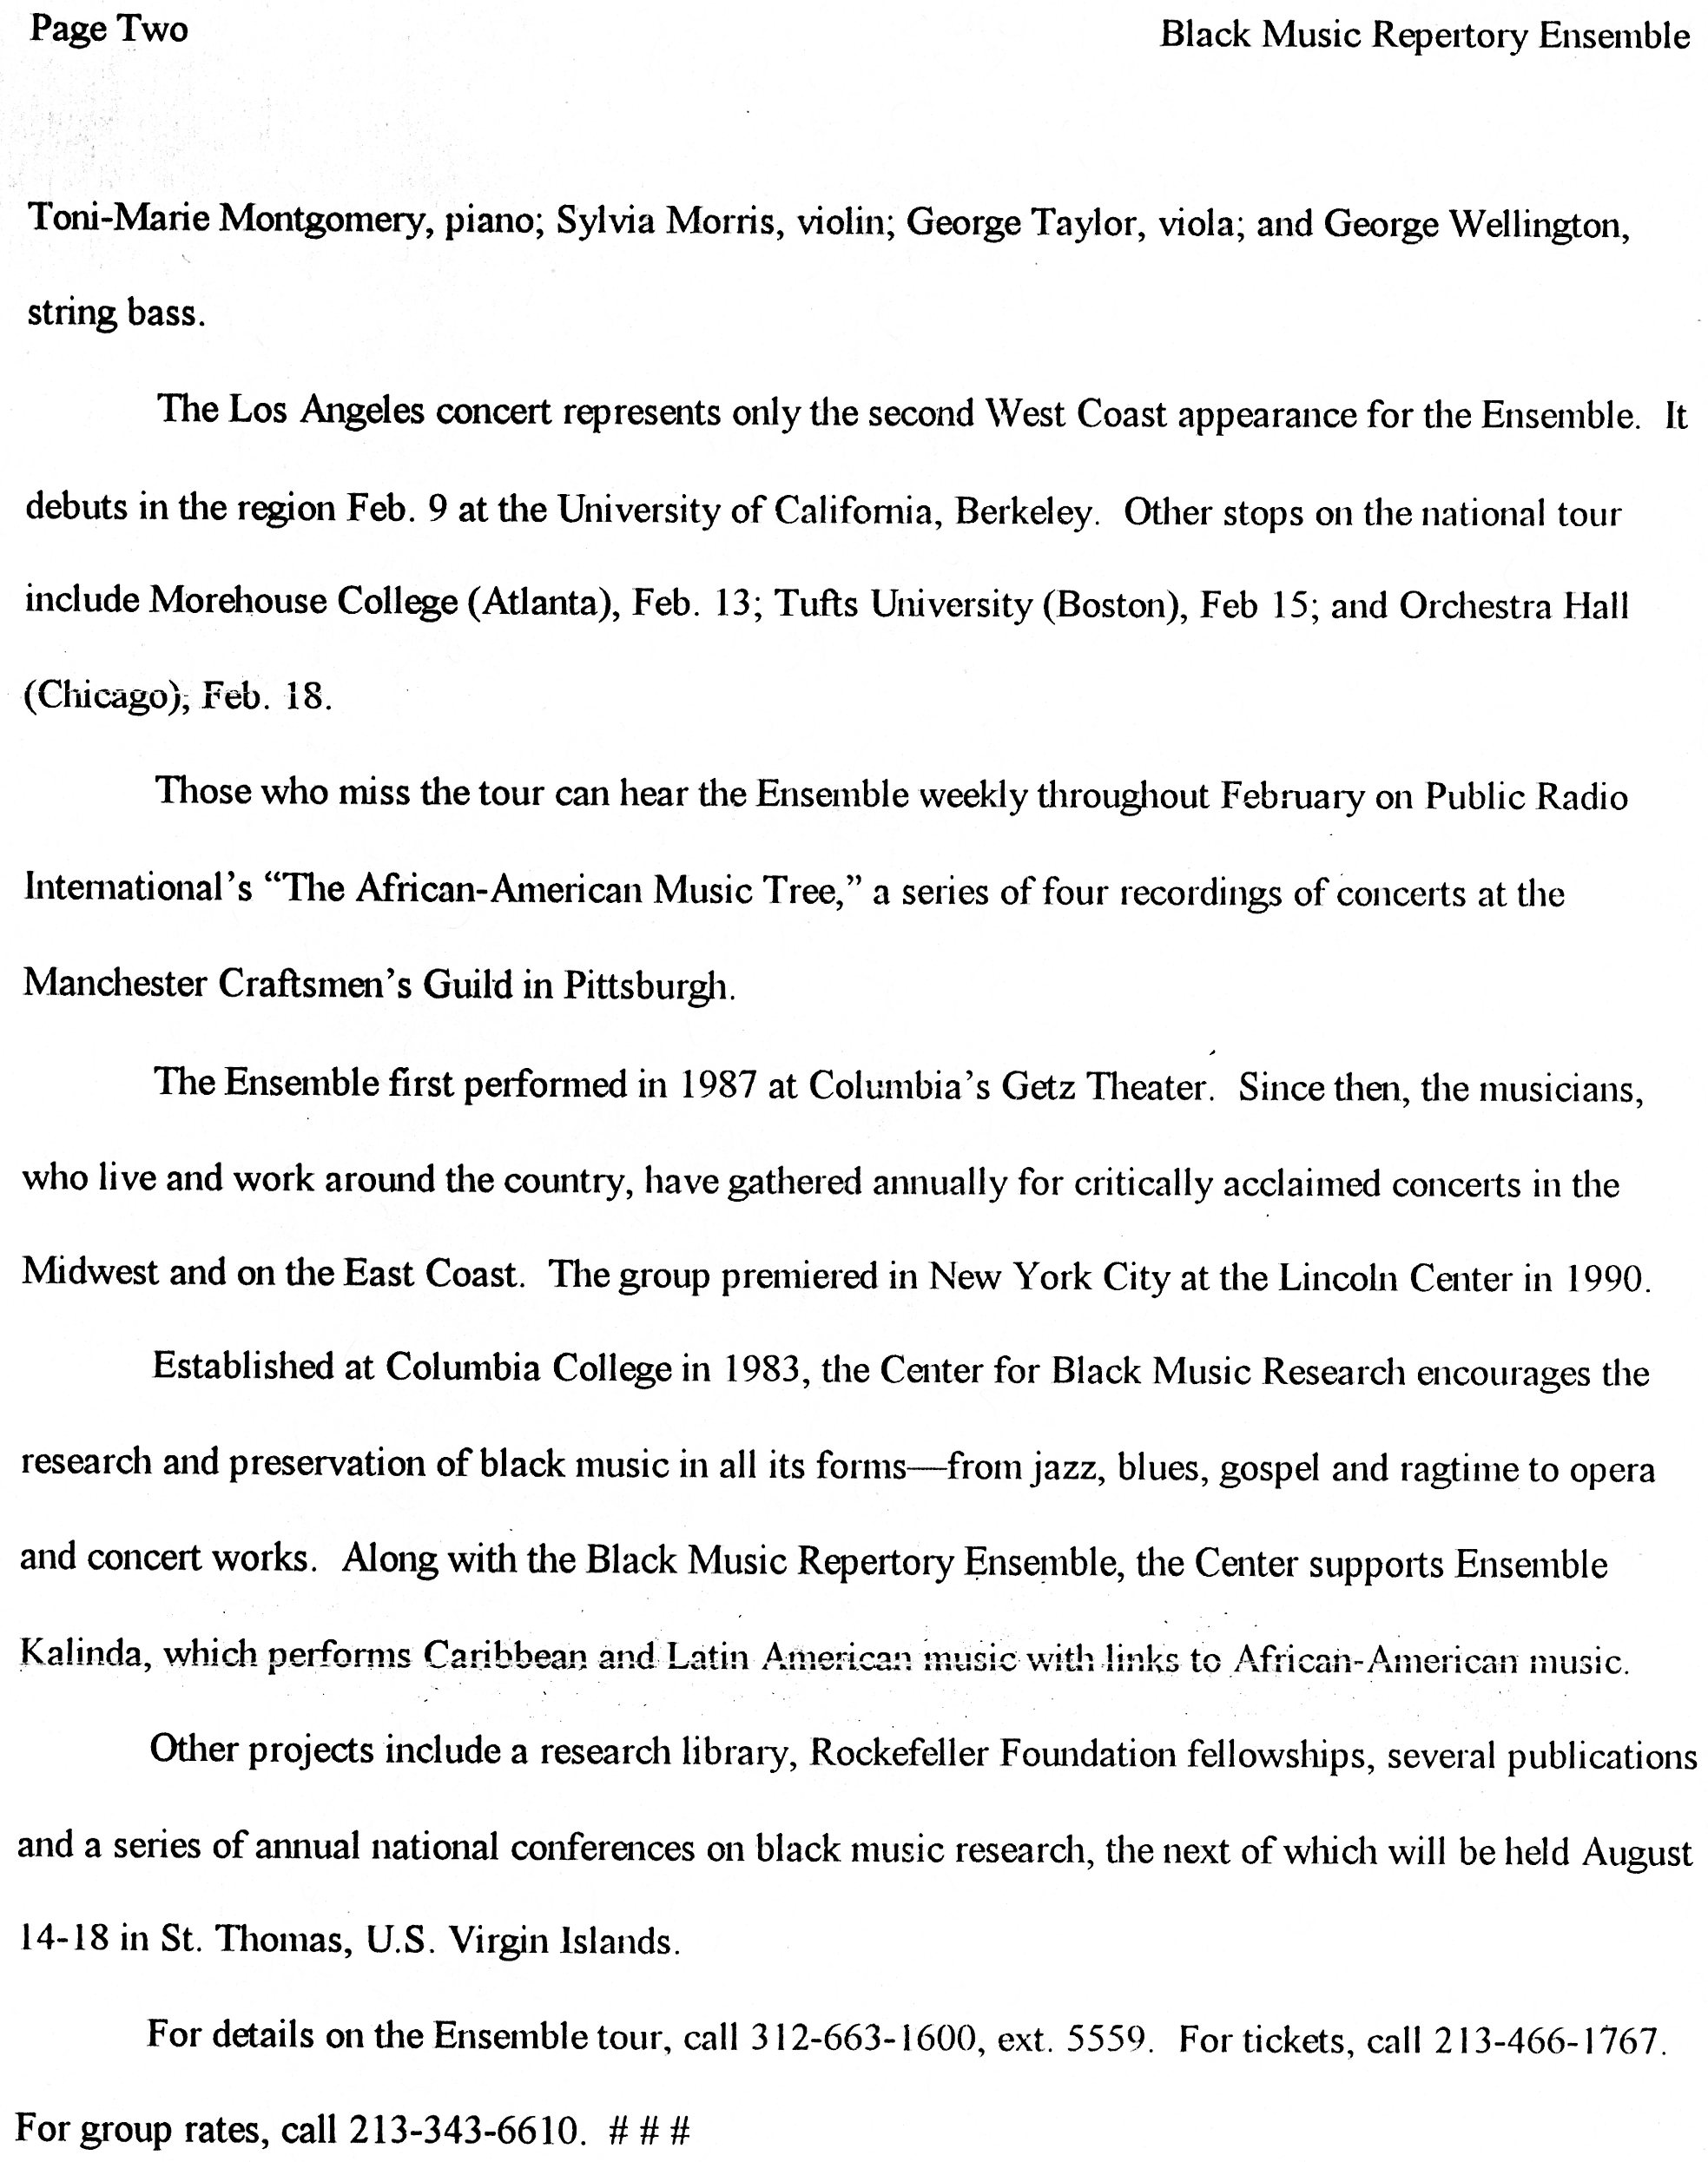 Page Two
Black Music Repertory Ensemble
Toni-Marie Montgomery, piano; Sylvia Morris, violin; George Taylor, viola; and George Wellington,
string bass.
The Los Angeles concert represents only the second West Coast appearance for the Ensemble.  It
debuts in the region Feb. 9 at the University of California, Berkeley.  Other stops on the national tour
include Morehouse College (Atlanta), Feb. 13; Tufts University (Boston), Feb 15; and Orchestra Hall
(Chicago), Feb. 18.
Those who miss the tour can hear the Ensemble weekly throughout February on Public Radio
International's “The African-American Music Tree,” a series of four recordings of concerts at the
Manchester Craftsmen's Guild in Pittsburgh.
The Ensemble first performed in 1987 at Columbia's Getz Theater.  Since then, the musicians,
who live and work around the country, have gathered annually for critically acclaimed concerts in the
Midwest and on the East Coast.  The group premiered in New York City at the Lincoln Center in 1990.
Established at Columbia College in 1983, the Center for Black Music Research encourages the
research and preservation of black music in all its forms—from jazz, blues, gospel and ragtime to opera
and concert works.  Along with the Black Music Repertory Ensemble, the Center supports Ensemble
Kalinda, which performs Caribbean and Latin American music with links to African-American music.
Other projects include a research library, Rockefeller Foundation fellowships, several publications
and a series of annual national conferences on black music research, the next of which will be held August
14-18 in St. Thomas, U.S. Virgin Islands.
For details on the Ensemble tour, call 312-663-1600, ext. 5559.  For tickets, call 213-466-1767.
For group rates, call 213-343-6610.  # # #